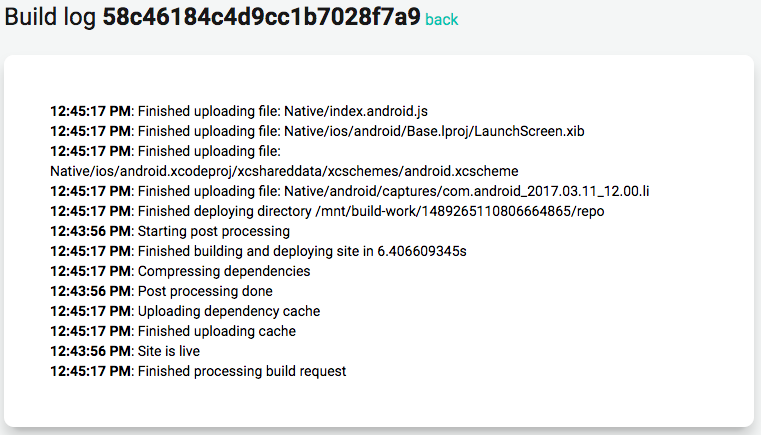 Build log 58c46184c4d9cc1b7028f7a9 back
12:45:17 PM: Finished uploading file: Native/index.android.js
12:45:17 PM: Finished uploading file: Native/ios/android/Base.lproj/LaunchScreen.xib
12:45:17 PM: Finished uploading file:
Native/ios/android.xcodeproj/xcshareddata/xcschemes/android.xcscheme
12:45:17 PM: Finished uploading file: Native/android/captures/com.android_2017.03.11_12.00.li
12:45:17 PM: Finished deploying directory /mnt/build-work/1489265110806664865/repo
12:43:56 PM: Starting post processing
12:45:17 PM: Finished building and deploying site in 6.406609345s
12:45:17 PM: Compressing dependencies
12:43:56 PM: Post processing done
12:45:17 PM: Uploading dependency cache
12:45:17 PM: Finished uploading cache
12:43:56 PM: Site is live
12:45:17 PM: Finished processing build request